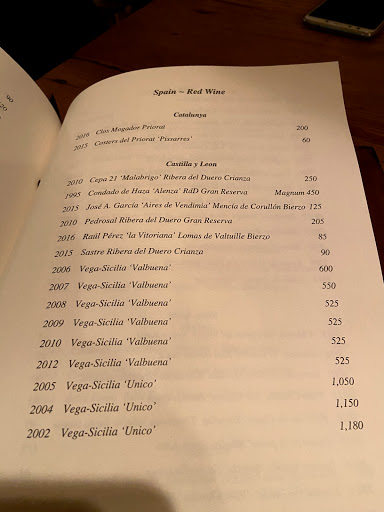 90
20
Spain ~ Red Wine
Catalunya
2016 Clos Mogador Priorat 200
2015 Costers del Priorat 'Pissarres' 60
Castilla y Leon
2010 Cepa 21 'Malabrigo' Ribera del Duero Crianza 250
1995 Condado de Haza 'Alenza' RdD Gran Reserva Magnum 450
2015 José A. García 'Aires de Vendimia' Mencía de Corullón Bierzo 125
2010 Pedrosal Ribera del Duero Gran Reserva 205
2016 Raúl Pérez 'la Vitoriana' Lomas de Valtuille Bierzo 85
2015 Sastre Ribera del Duero Crianza 90
2006 Vega-Sicilia 'Valbuena' 600
2007 Vega-Sicilia 'Valbuena' 550
2008 Vega-Sicilia 'Valbuena' 525
2009 Vega-Sicilia 'Valbuena' 525
2010 Vega-Sicilia 'Valbuena' 525
2012 Vega-Sicilia 'Valbuena' 525
2005 Vega-Sicilia 'Unico' 1,050
2004 Vega-Sicilia 'Unico' 1,150
2002 Vega-Sicilia 'Unico' 1,180